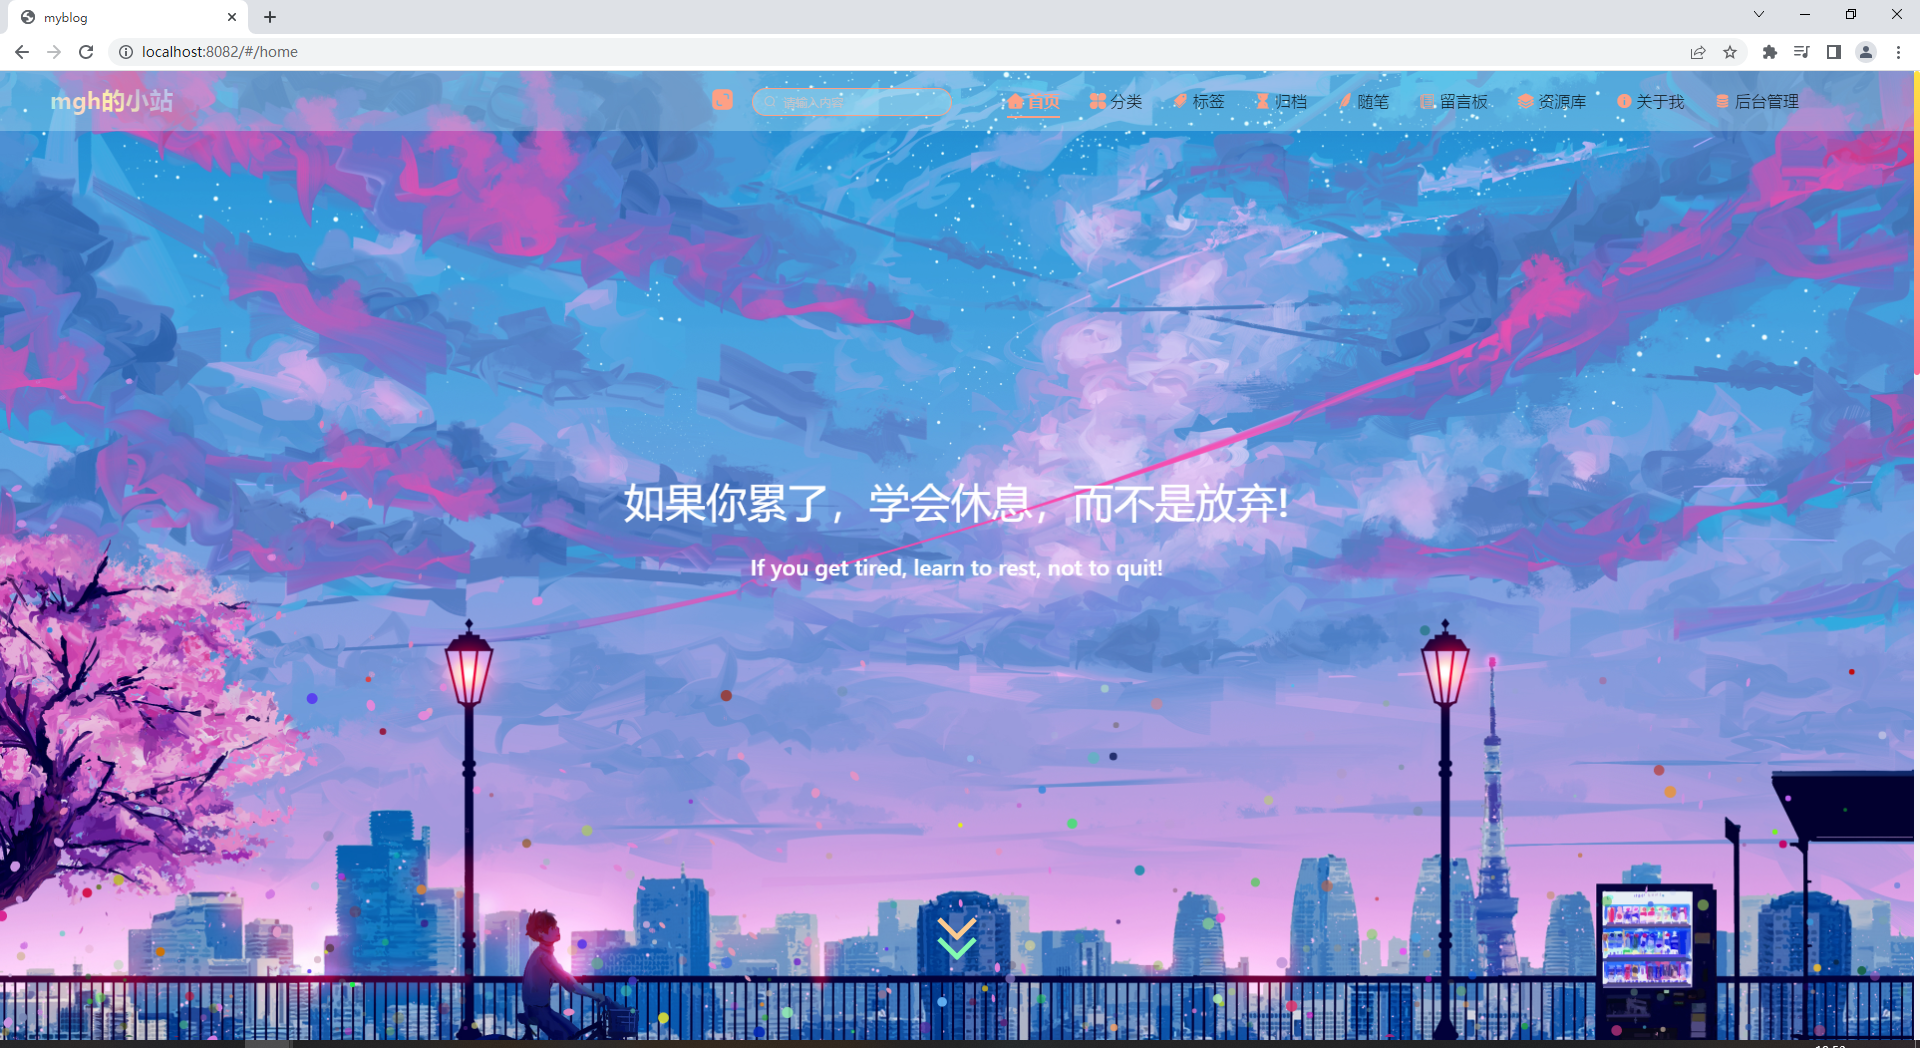 myblog
localhost:8082/#/home
mgh的小站
请输入内容
首页
分类
标签
归档
随笔
留言板
资源库
关于我
后台管理
如果你累了，学会休息，而不是放弃!
If you get tired, learn to rest, not to quit!